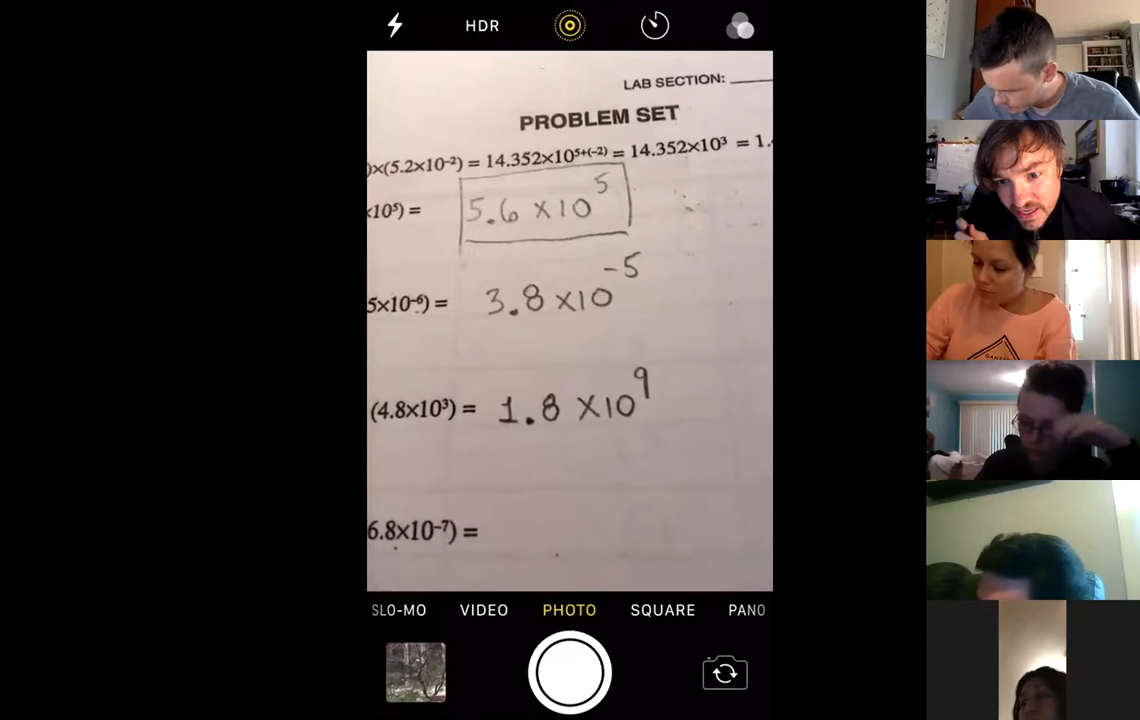 HDR
LAB SECTION:
PROBLEM SET
)×(5.2×10⁻²) = 14.352×10⁵⁺⁽⁻²⁾ = 14.352×10³ = 1.
×10⁵) = 5.6 ×10⁵
5×10⁻⁶) = 3.8 ×10⁻⁵
(4.8×10³) = 1.8 ×10⁹
6.8×10⁻⁷) =
SLO-MO VIDEO PHOTO SQUARE PANO